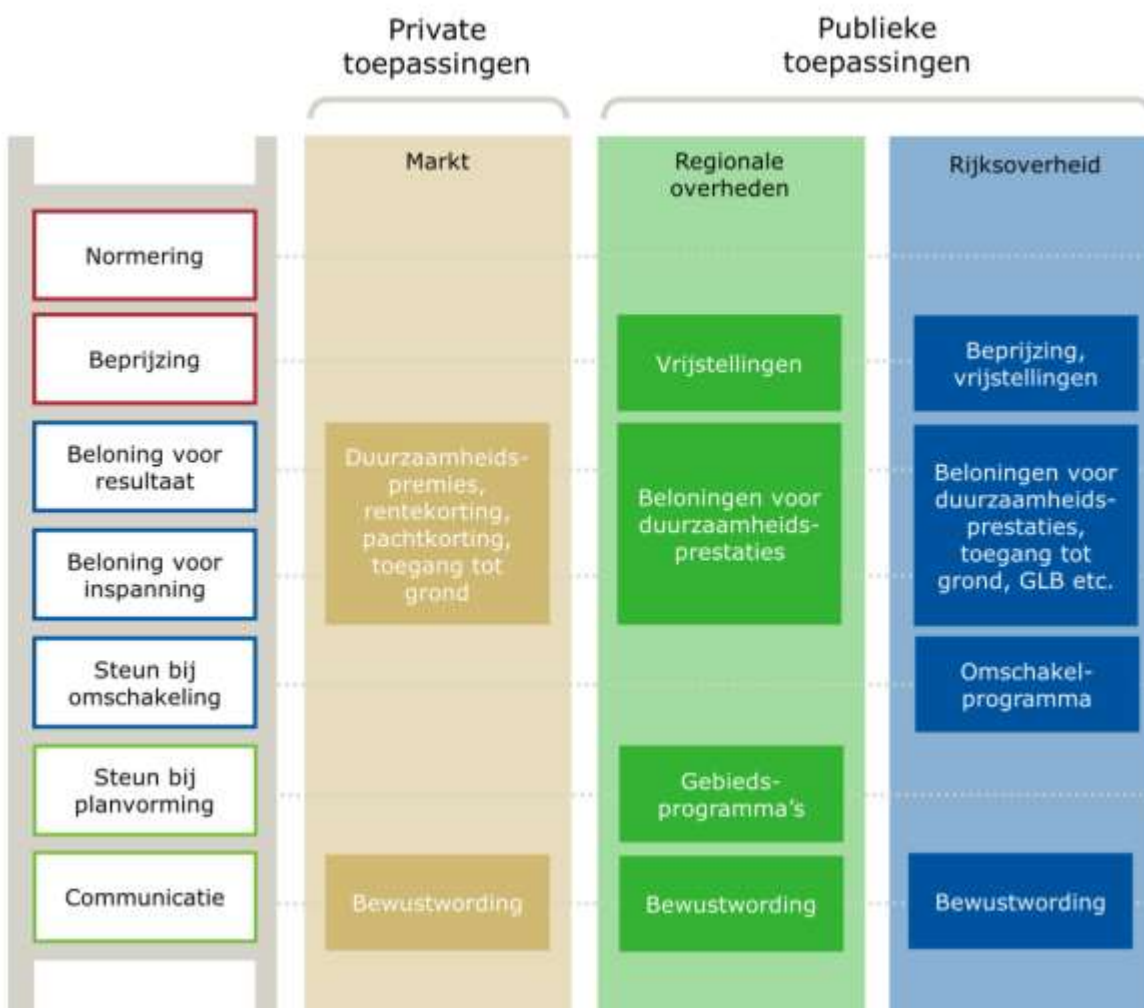 Private
toepassingen
Publieke
toepassingen
Markt
Regionale
overheden
Rijksoverheid
Normering
Beprijzing
Vrijstellingen
Beprijzing,
vrijstellingen
Beloning voor
resultaat
Beloning voor
inspanning
Duurzaamheids-
premies,
rentekorting,
pachtkorting,
toegang tot
grond
Beloningen voor
duurzaamheids-
prestaties
Beloningen voor
duurzaamheids-
prestaties,
toegang tot
grond, GLB etc.
Steun bij
omschakeling
Omschakel-
programma
Steun bij
planvorming
Gebieds-
programma's
Communicatie
Bewustwording
Bewustwording
Bewustwording